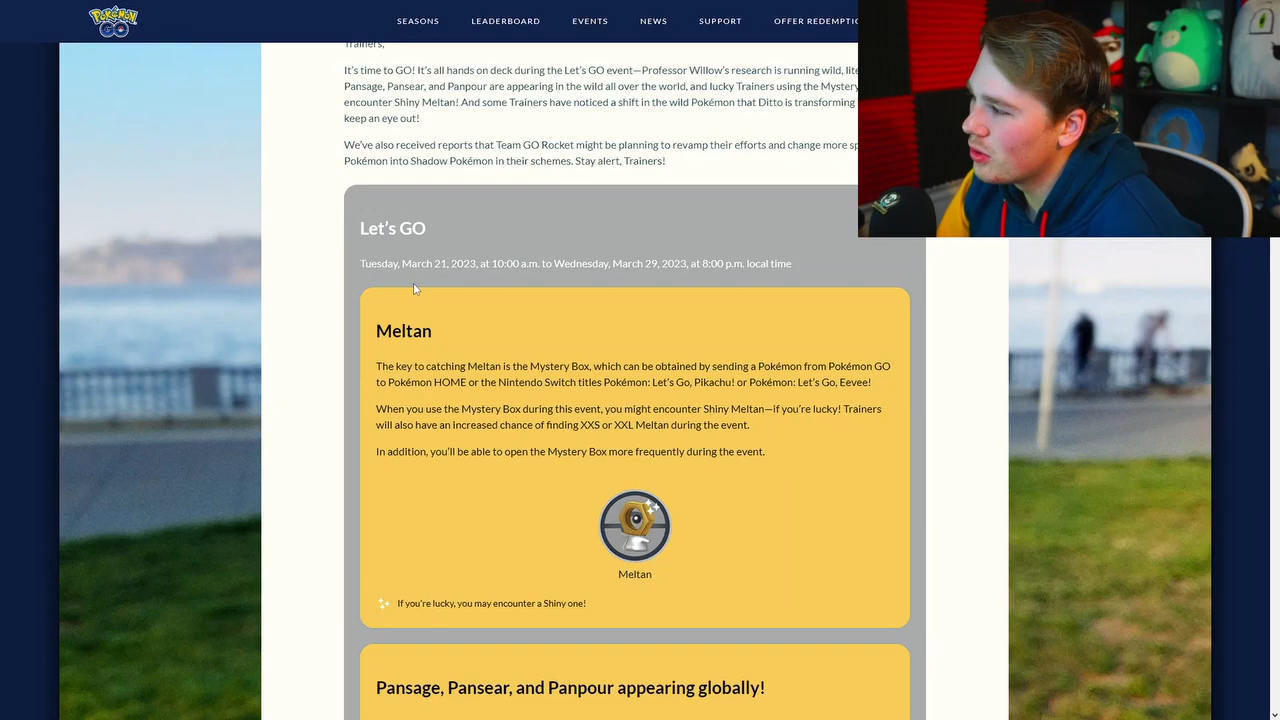 Pokémon
GO
SEASONS LEADERBOARD EVENTS NEWS SUPPORT OFFER
Trainers,
It's time to GO! It's all hands on deck during the Let's GO event—Professor Willow's research is running wild,
Pansage, Pansear, and Panpour are appearing in the wild all over the world, and lucky Trainers using the Mystery
encounter Shiny Meltan! And some Trainers have noticed a shift in the wild Pokémon that Ditto is transforming
keep an eye out!
We've also received reports that Team GO Rocket might be planning to revamp their efforts and change more
Pokémon into Shadow Pokémon in their schemes. Stay alert, Trainers!
Let's GO
Tuesday, March 21, 2023, at 10:00 a.m. to Wednesday, March 29, 2023, at 8:00 p.m. local time
Meltan
The key to catching Meltan is the Mystery Box, which can be obtained by sending a Pokémon from Pokémon GO
to Pokémon HOME or the Nintendo Switch titles Pokémon: Let's Go, Pikachu! or Pokémon: Let's Go, Eevee!
When you use the Mystery Box during this event, you might encounter Shiny Meltan—if you're lucky! Trainers
will also have an increased chance of finding XXS or XXL Meltan during the event.
In addition, you'll be able to open the Mystery Box more frequently during the event.
Meltan
If you're lucky, you may encounter a Shiny one!
Pansage, Pansear, and Panpour appearing globally!